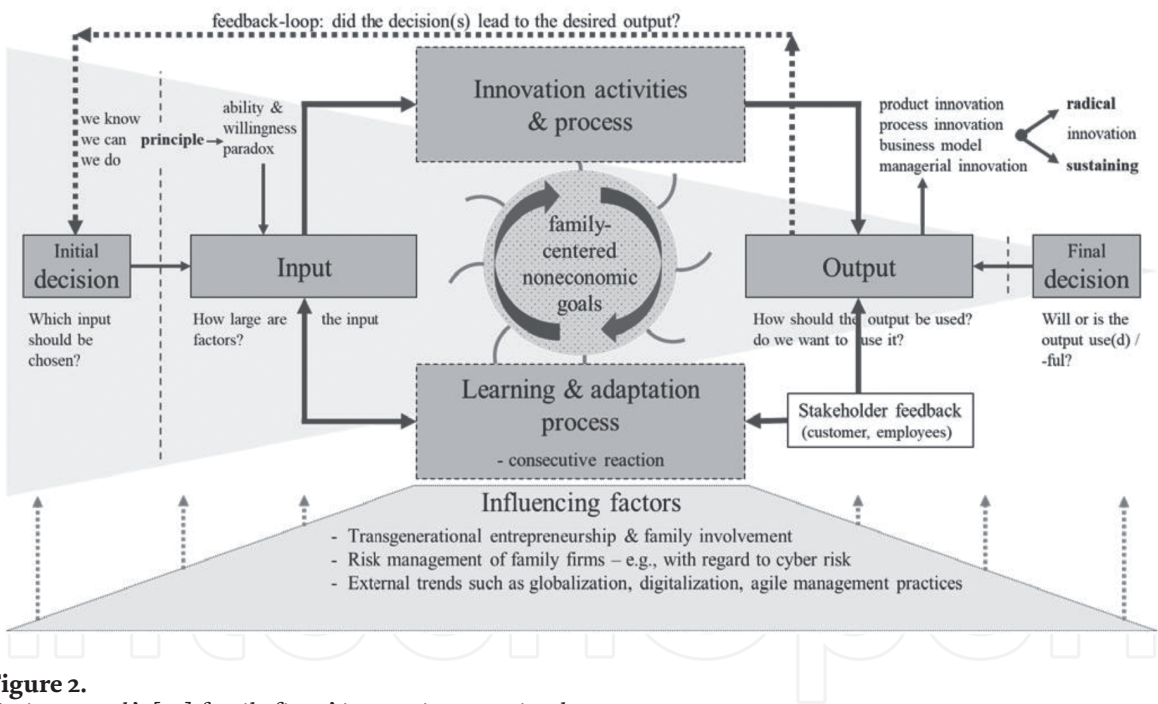 feedback-loop: did the decision(s) lead to the desired output?
we know
we can
we do
principle
ability &
willingness
paradox
Innovation activities
& process
product innovation
process innovation
business model
managerial innovation
radical
innovation
sustaining
Initial
decision
Input
family-
centered
noneconomic
goals
Output
Final
decision
Which input
should be
chosen?
How large are the input
factors?
How should the output be used?
do we want to use it?
Will or is the
output use(d) /
-ful?
Learning & adaptation
process
- consecutive reaction
Stakeholder feedback
(customer, employees)
Influencing factors
- Transgenerational entrepreneurship & family involvement
- Risk management of family firms – e.g., with regard to cyber risk
- External trends such as globalization, digitalization, agile management practices
igure 2.